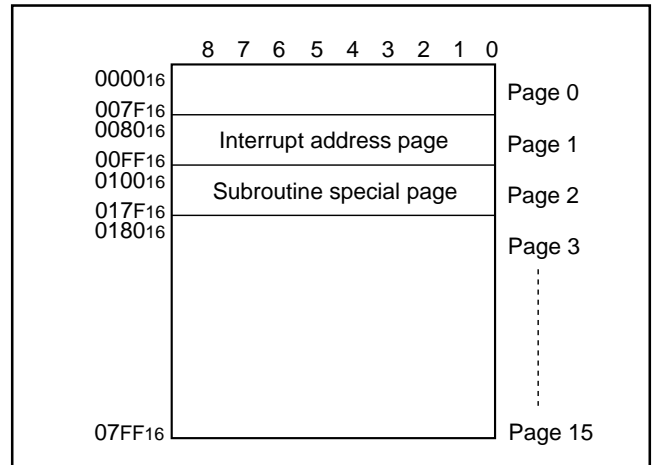 8 7 6 5 4 3 2 1 0
000016
Page 0
007F16
008016
Interrupt address page
Page 1
00FF16
010016
Subroutine special page
Page 2
017F16
018016
Page 3
07FF16
Page 15